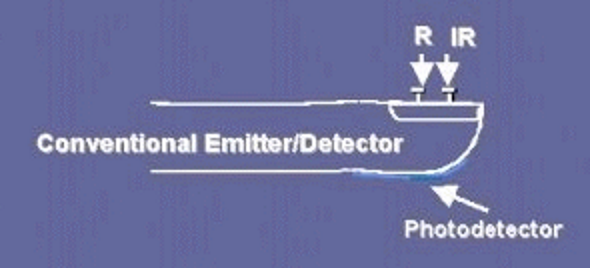 R IR
Conventional Emitter/Detector
Photodetector